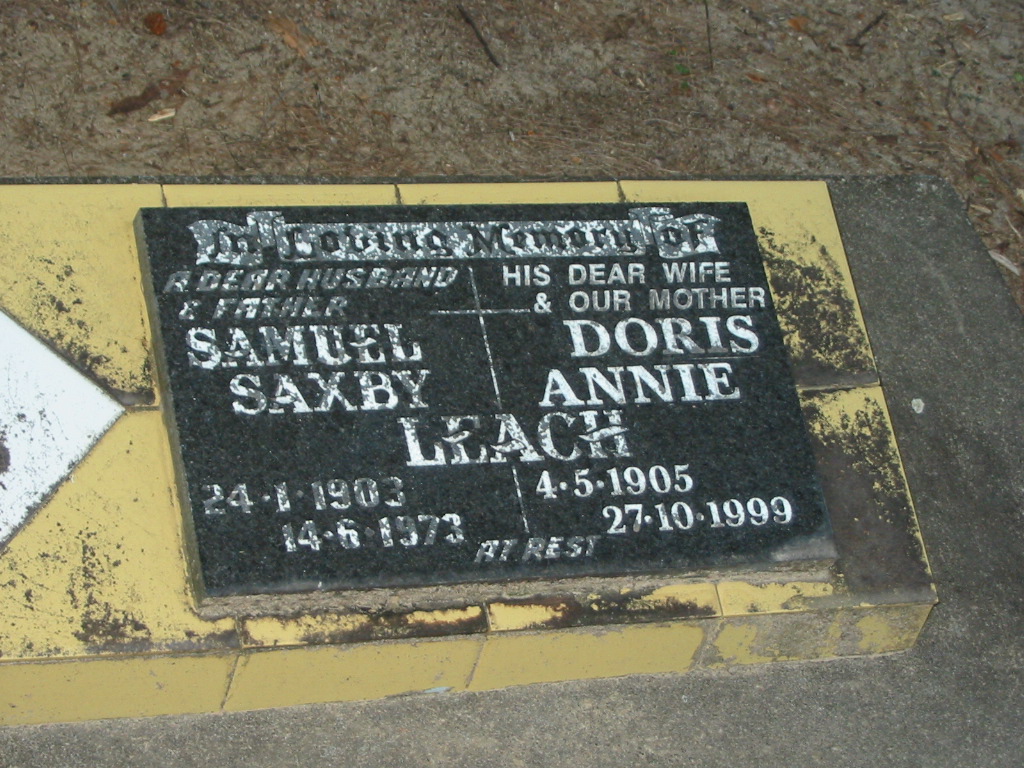 In Loving Memory of
A DEAR HUSBAND
& FATHER
SAMUEL
SAXBY
HIS DEAR WIFE
& OUR MOTHER
DORIS
ANNIE
LEACH
24·1·1903
14·6·1973
4·5·1905
27·10·1999
AT REST